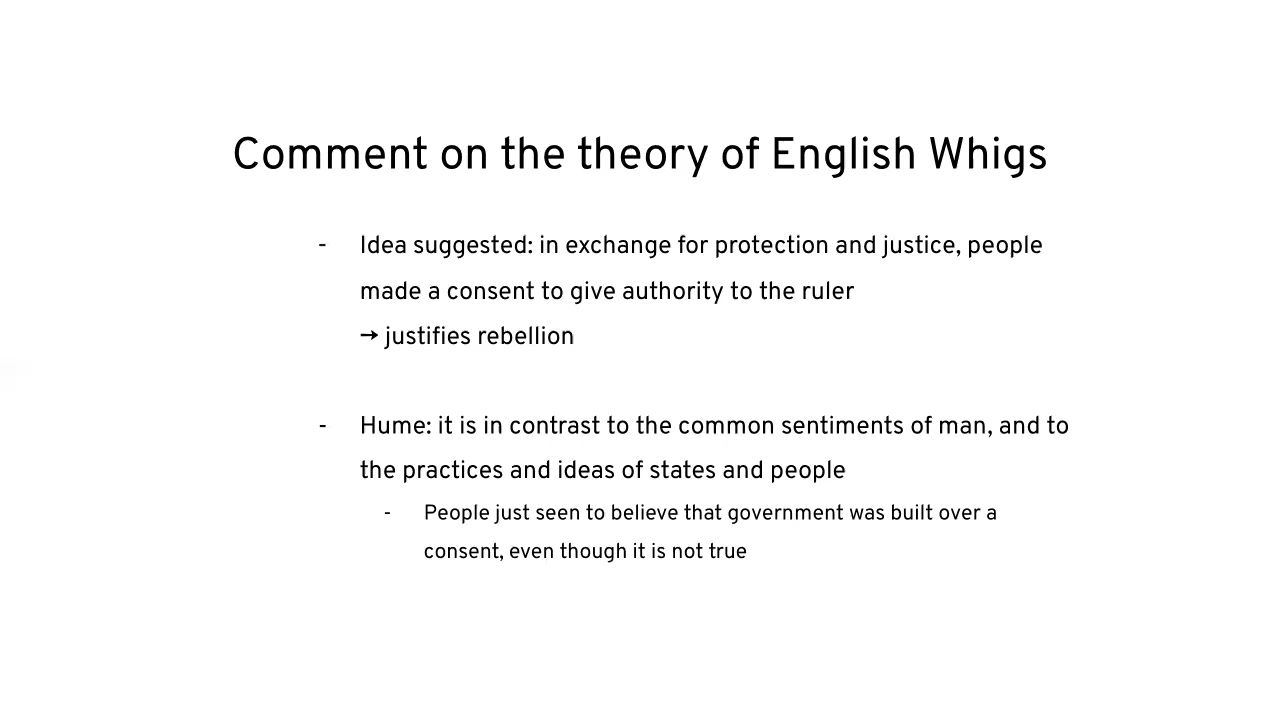 Comment on the theory of English Whigs
- Idea suggested: in exchange for protection and justice, people
made a consent to give authority to the ruler
→ justifies rebellion
- Hume: it is in contrast to the common sentiments of man, and to
the practices and ideas of states and people
- People just seen to believe that government was built over a
consent, even though it is not true